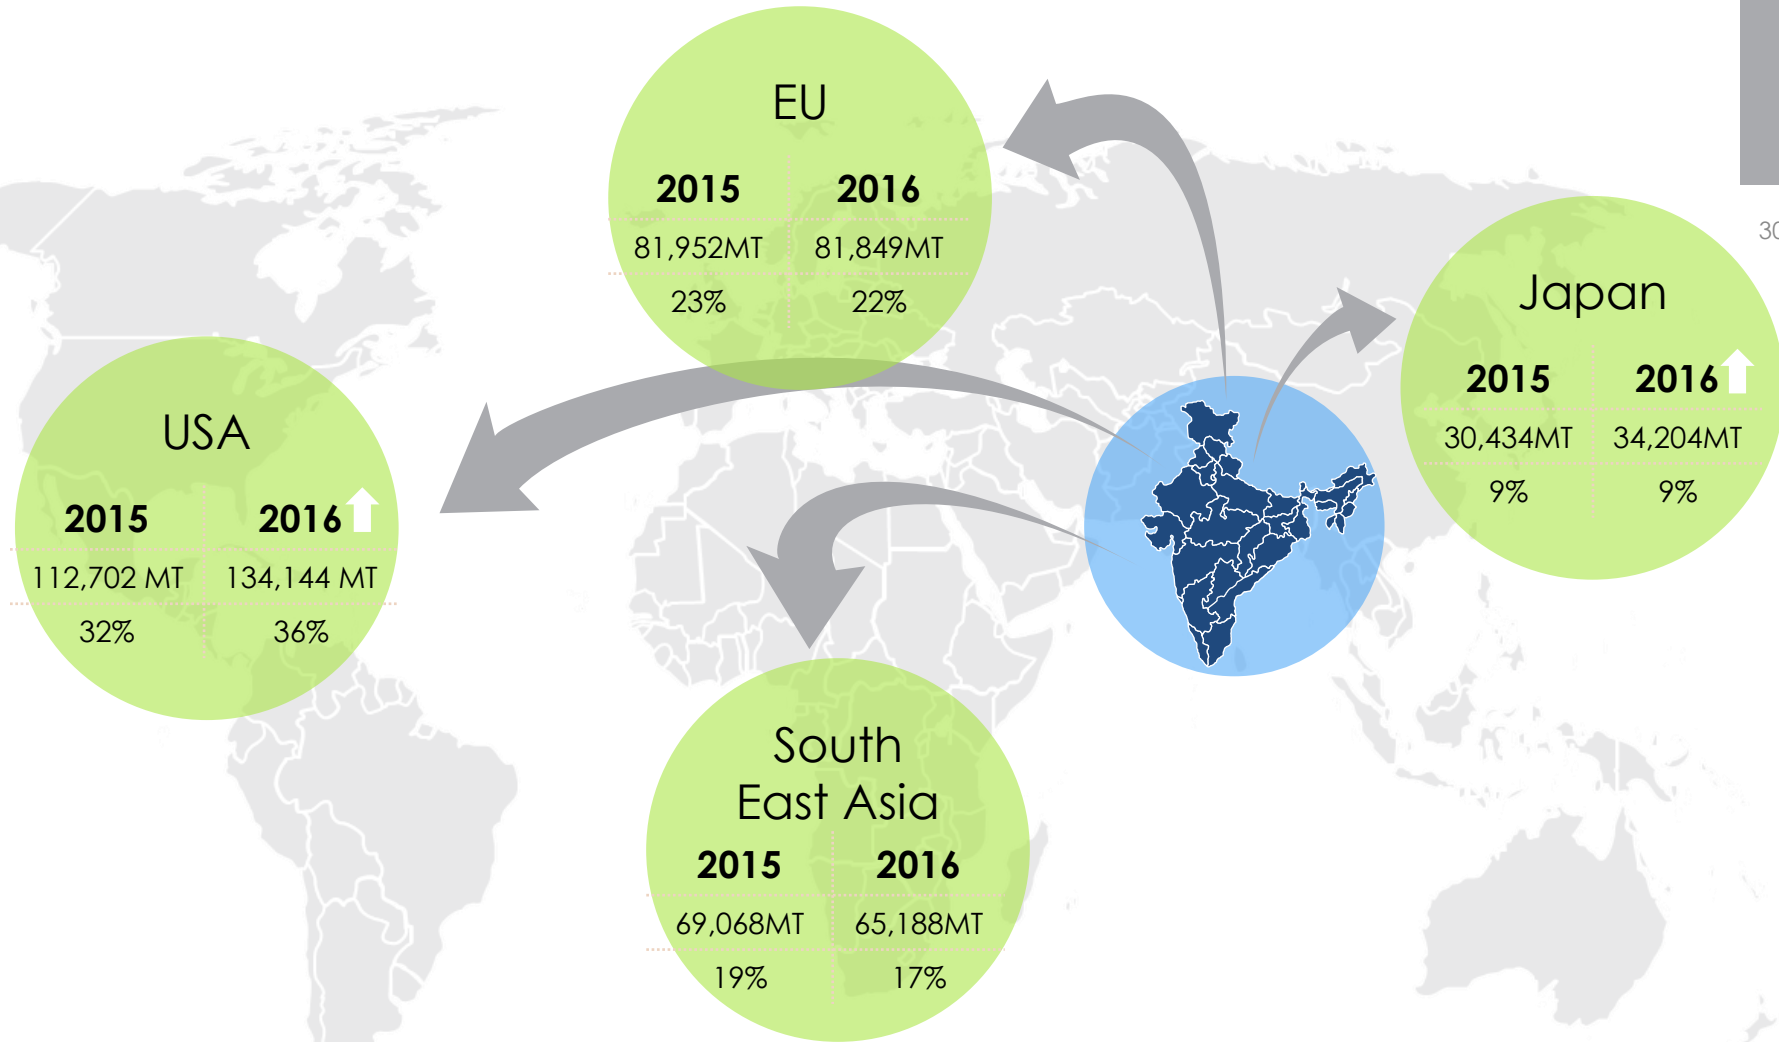 EU
2015 2016
81,952MT 81,849MT
23% 22%
30
Japan
2015 2016
30,434MT 34,204MT
9% 9%
USA
2015 2016
112,702 MT 134,144 MT
32% 36%
South
East Asia
2015 2016
69,068MT 65,188MT
19% 17%